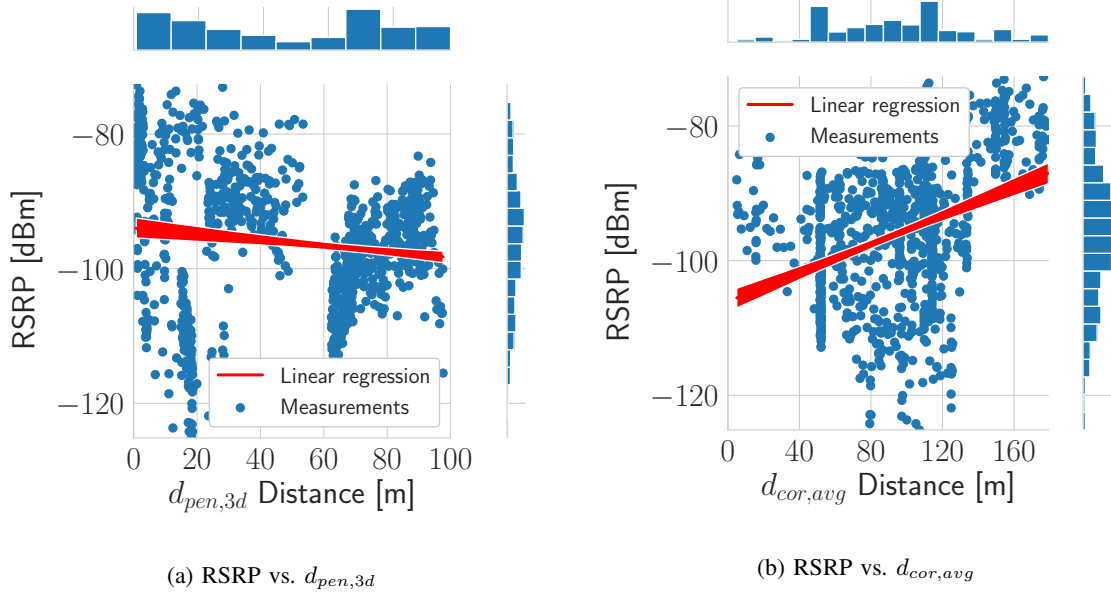 −80
−100
−120
RSRP [dBm]
Linear regression
Measurements
0 20 40 60 80 100
d_{pen,3d} Distance [m]
(a) RSRP vs. d_{pen,3d}
−80
−100
−120
RSRP [dBm]
Linear regression
Measurements
0 40 80 120 160
d_{cor,avg} Distance [m]
(b) RSRP vs. d_{cor,avg}